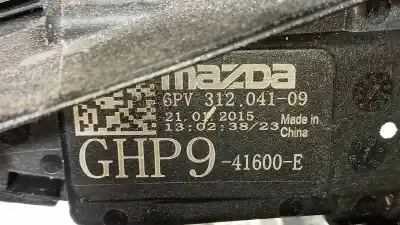 mazda
6PV 312.041-09
21.01.2015
13:02:38/23
Made in
China
GHP9 -41600-E